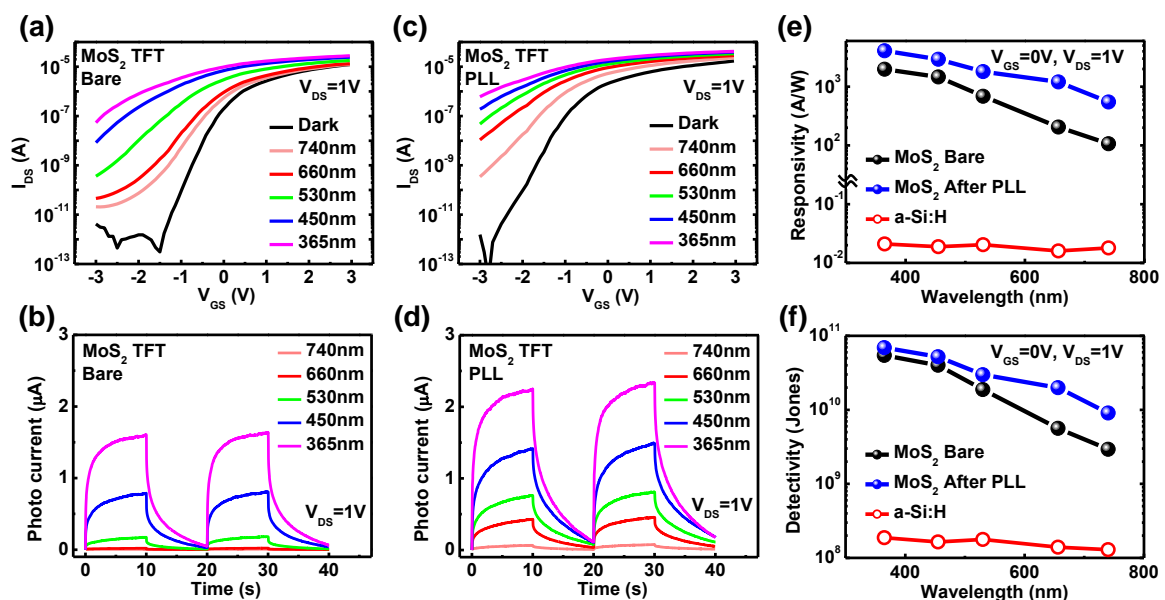 (a)
MoS2 TFT
Bare
VDS=1V
Dark
740nm
660nm
530nm
450nm
365nm
10-5
10-7
10-9
10-11
10-13
IDS (A)
-3 -2 -1 0 1 2 3
VGS (V)
(b)
MoS2 TFT
Bare
740nm
660nm
530nm
450nm
365nm
VDS=1V
3
2
1
0
Photo current (μA)
0 10 20 30 40
Time (s)
(c)
MoS2 TFT
PLL
VDS=1V
Dark
740nm
660nm
530nm
450nm
365nm
10-5
10-7
10-9
10-11
10-13
IDS (A)
-3 -2 -1 0 1 2 3
VGS (V)
(d)
MoS2 TFT
PLL
740nm
660nm
530nm
450nm
365nm
VDS=1V
3
2
1
0
Photo current (μA)
0 10 20 30 40
Time (s)
(e)
VGS=0V, VDS=1V
MoS2 Bare
MoS2 After PLL
a-Si:H
103
102
10-1
10-2
Responsivity (A/W)
400 600 800
Wavelength (nm)
(f)
VGS=0V, VDS=1V
MoS2 Bare
MoS2 After PLL
a-Si:H
1011
1010
109
108
Detectivity (Jones)
400 600 800
Wavelength (nm)